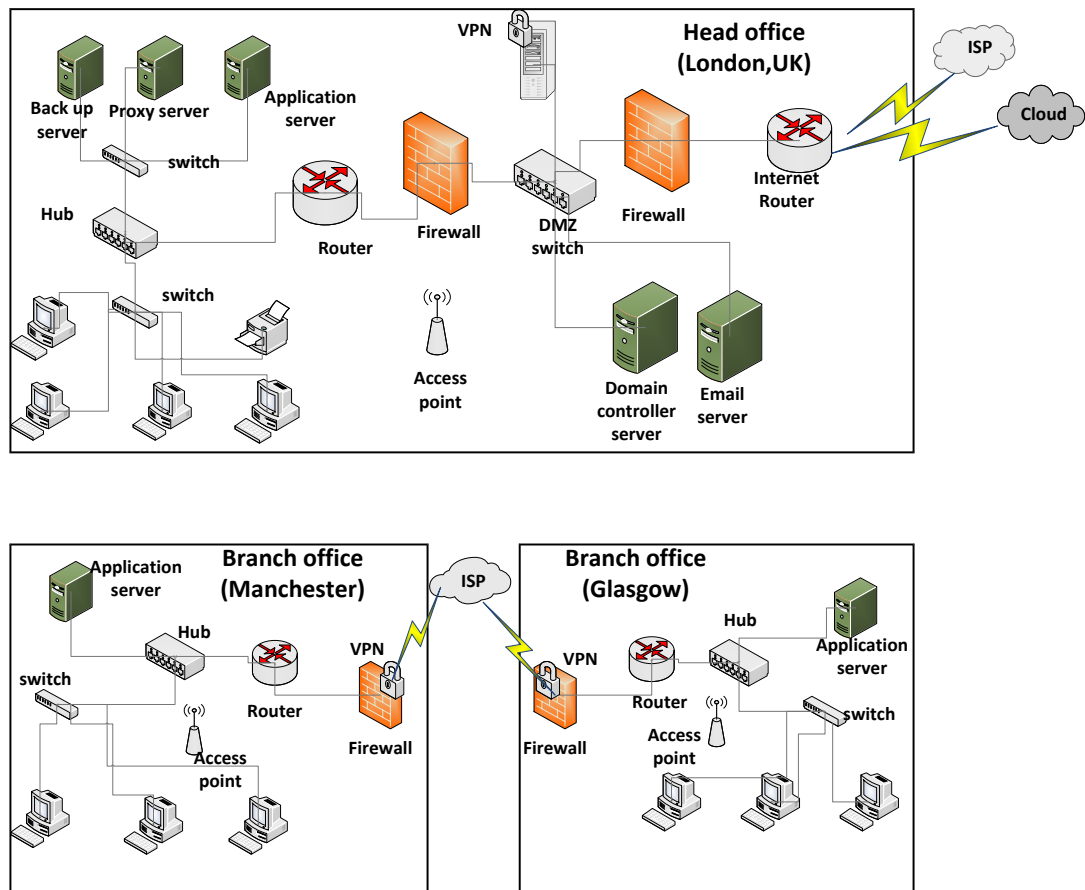 VPN
Head office
(London,UK)
ISP
Cloud
Back up
server
Proxy server
Application
server
switch
Hub
Router
Firewall
DMZ
switch
Firewall
Internet
Router
switch
Access
point
Domain
controller
server
Email
server
Branch office
(Manchester)
Application
server
Hub
VPN
switch
Router
Access
point
Firewall
ISP
Branch office
(Glasgow)
Hub
VPN
Application
server
Router
switch
Access
point
Firewall